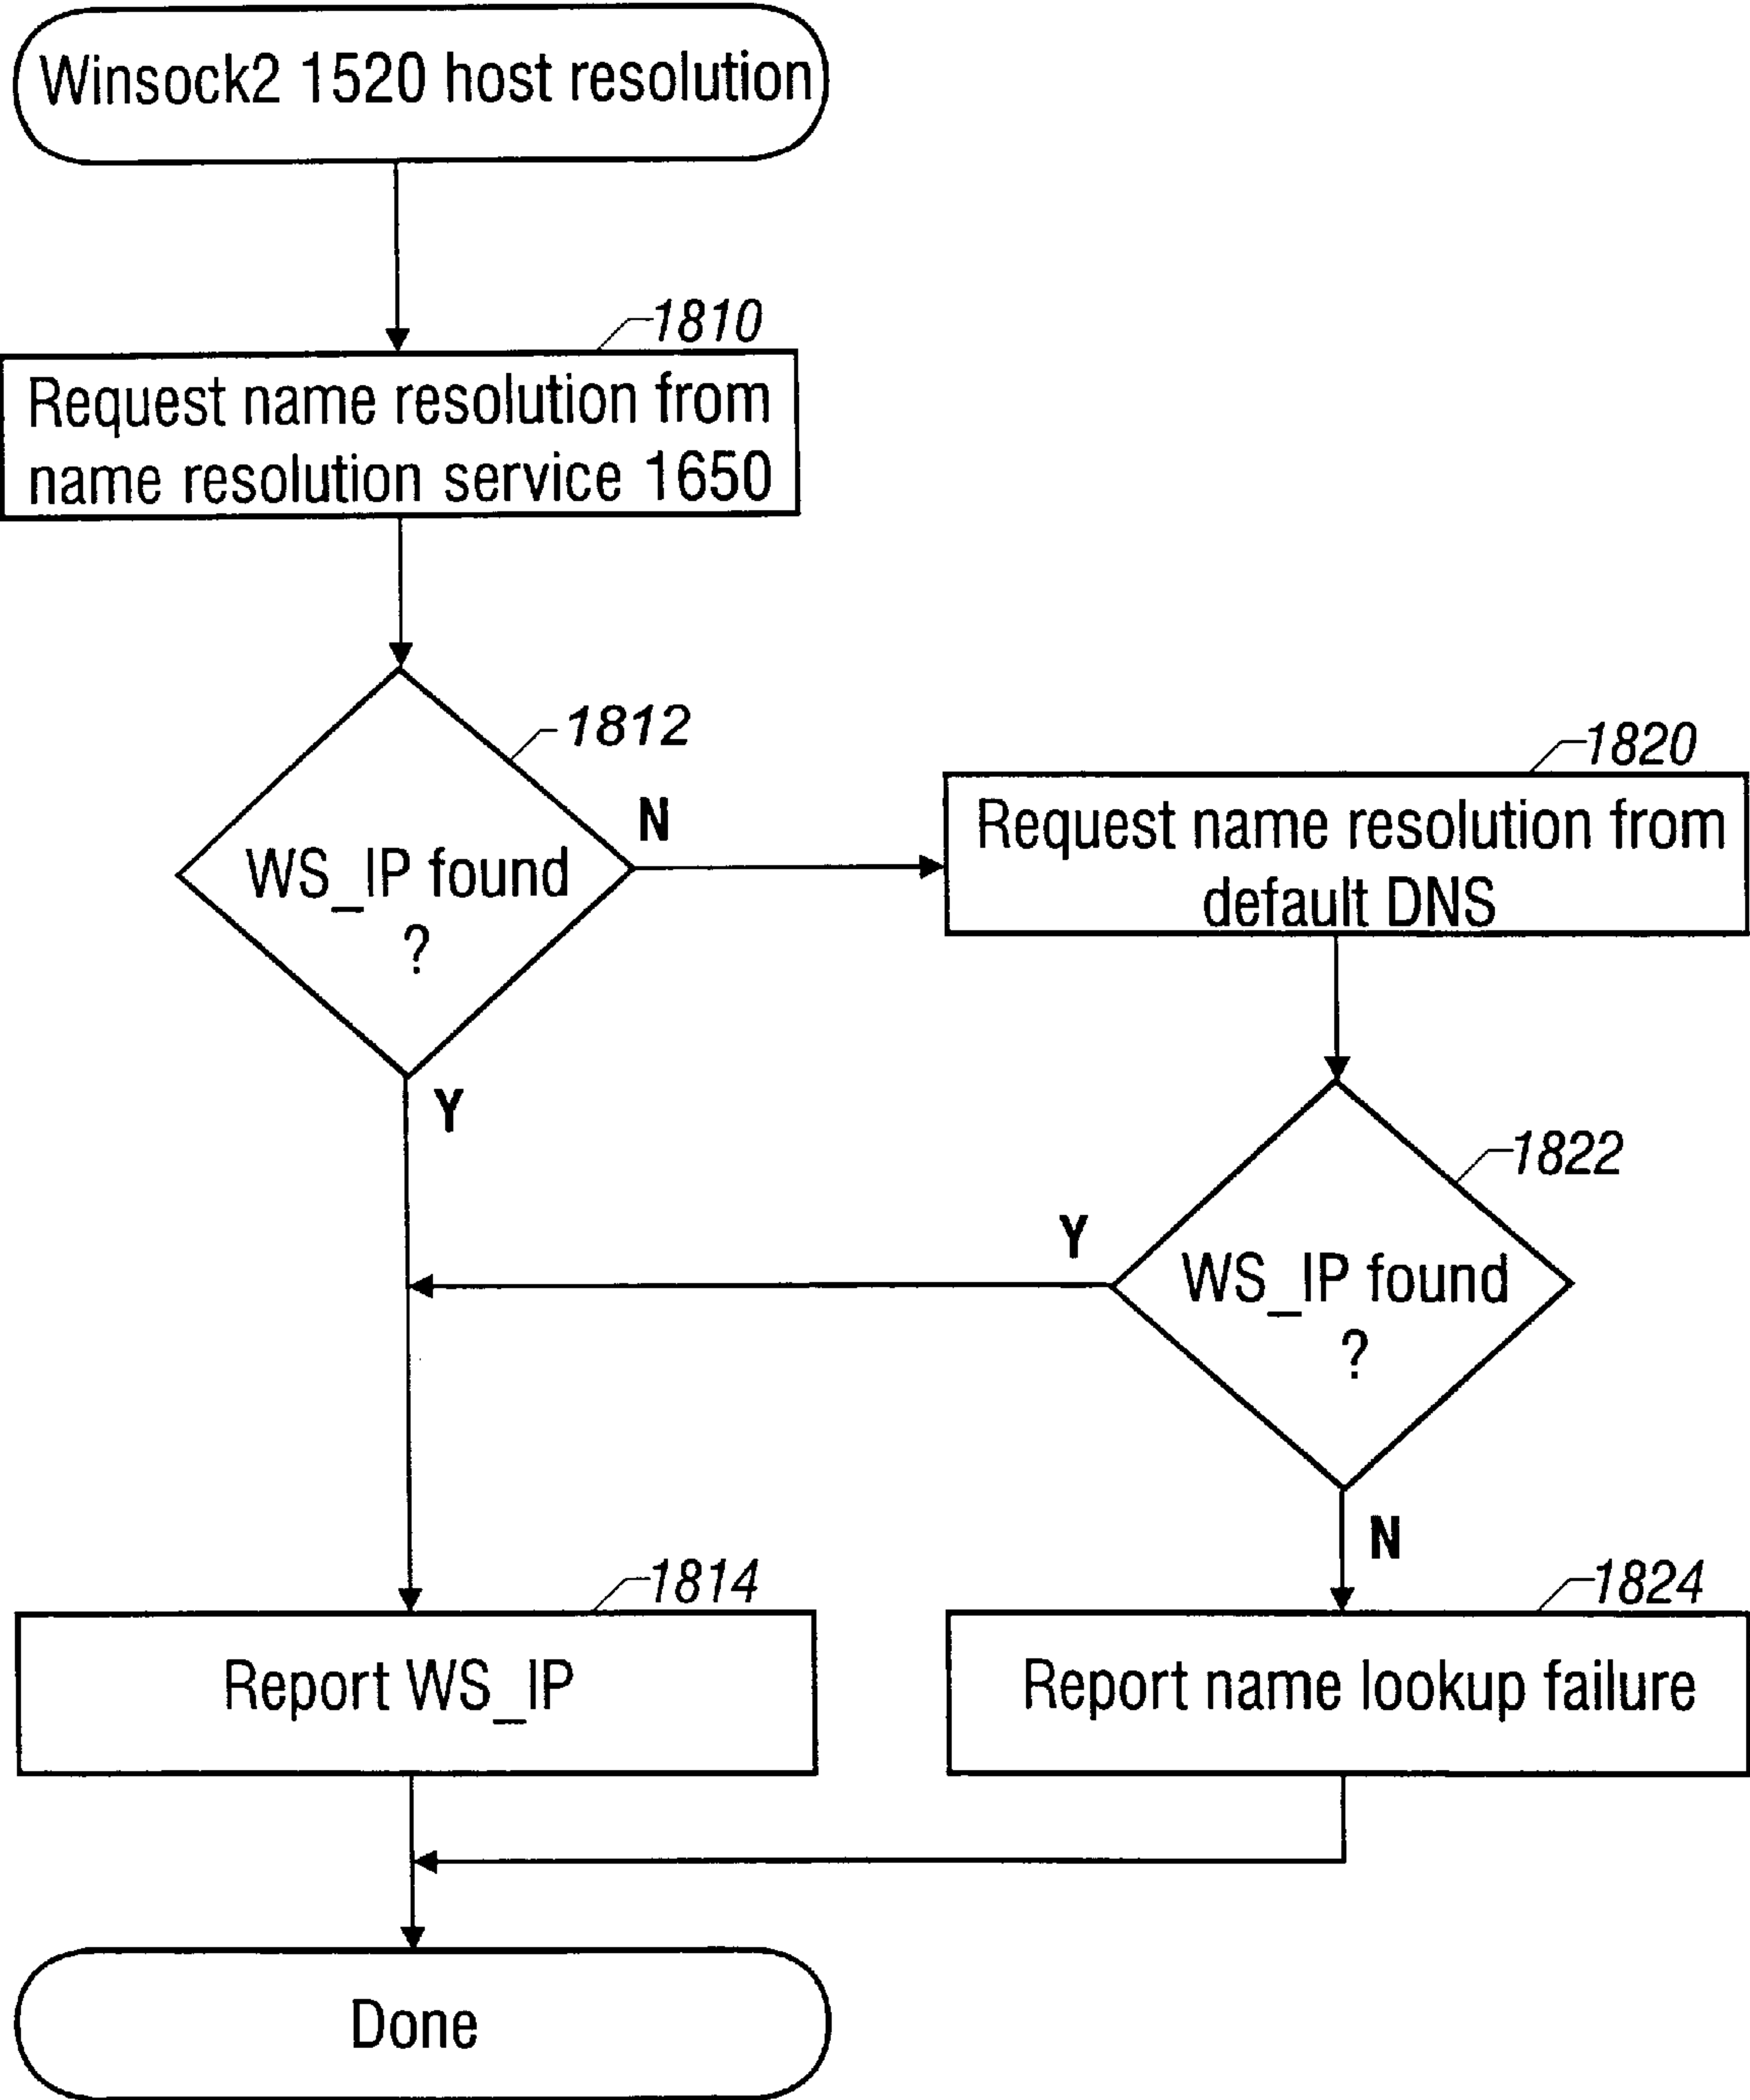 Winsock2 1520 host resolution
1810
Request name resolution from
name resolution service 1650
1812
WS_IP found
?
N
Y
1820
Request name resolution from
default DNS
1822
WS_IP found
?
Y
N
1814
Report WS_IP
1824
Report name lookup failure
Done